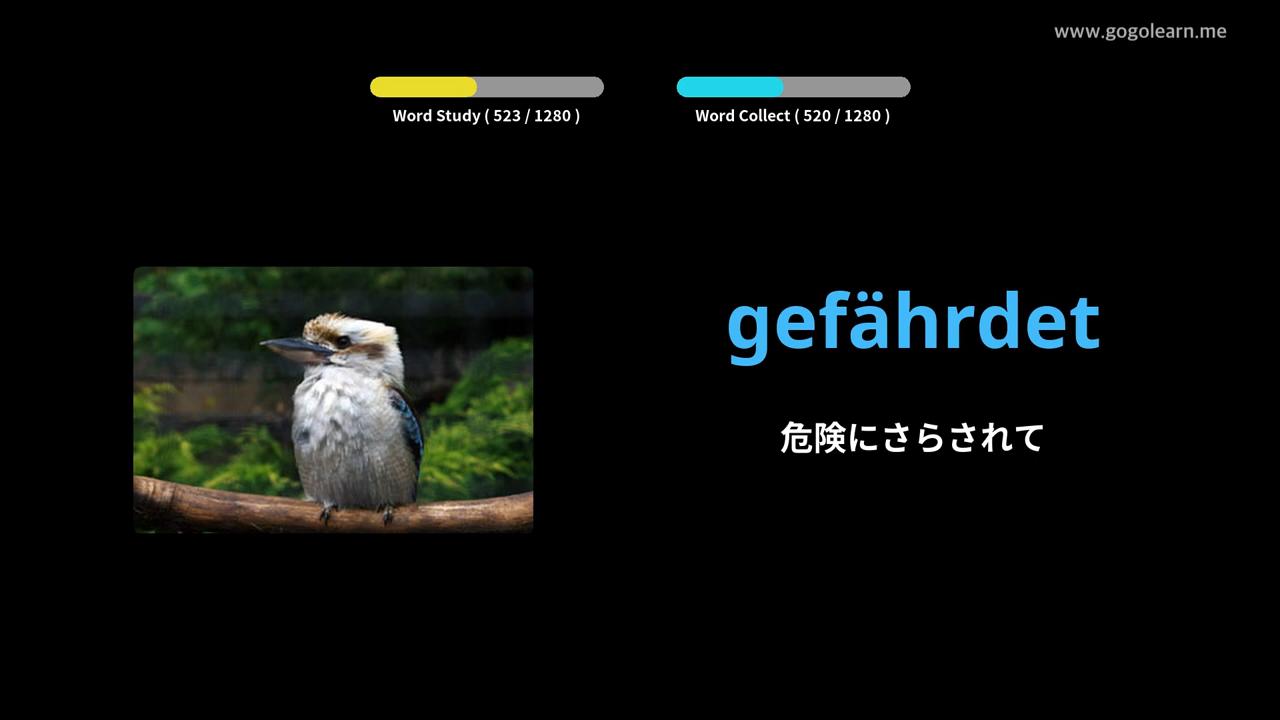 www.gogolearn.me
Word Study ( 523 / 1280 )
Word Collect ( 520 / 1280 )
gefährdet
危険にさらされて